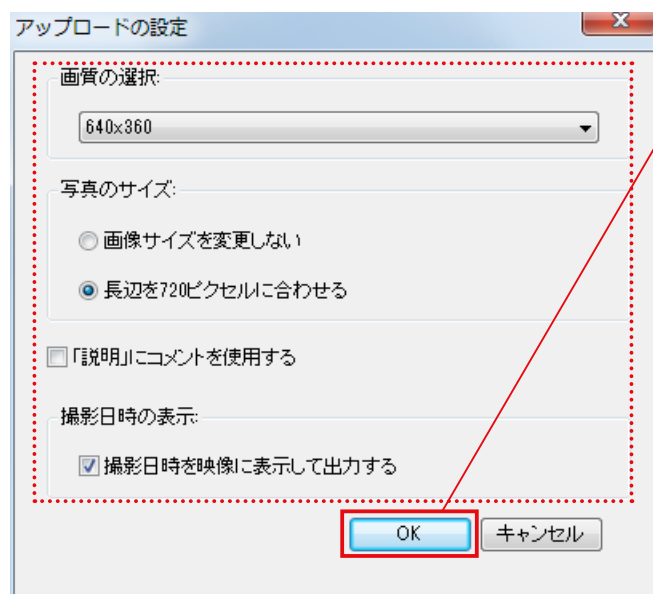 アップロードの設定
画質の選択:
640x360
写真のサイズ:
画像サイズを変更しない
長辺を720ピクセルに合わせる
「説明」にコメントを使用する
撮影日時の表示:
撮影日時を映像に表示して出力する
OK
キャンセル